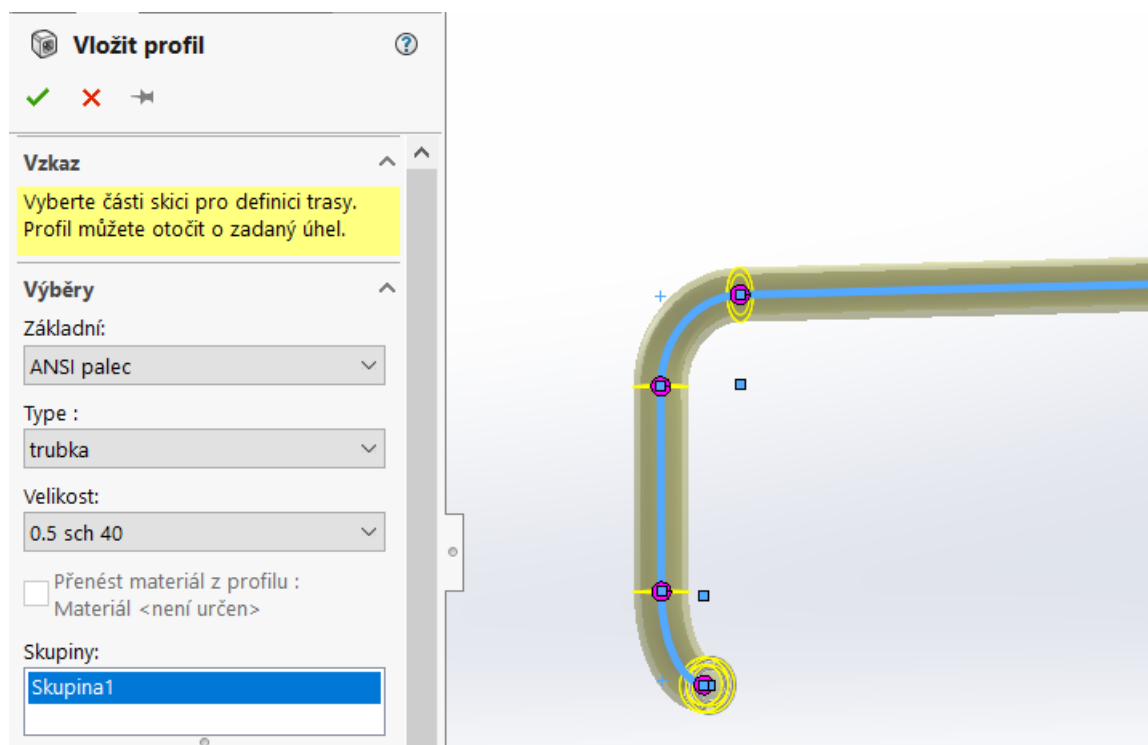 Vložit profil
Vzkaz
Vyberte části skici pro definici trasy.
Profil můžete otočit o zadaný úhel.
Výběry
Základní:
ANSI palec
Type :
trubka
Velikost:
0.5 sch 40
Přenést materiál z profilu :
Materiál <není určen>
Skupiny:
Skupina1